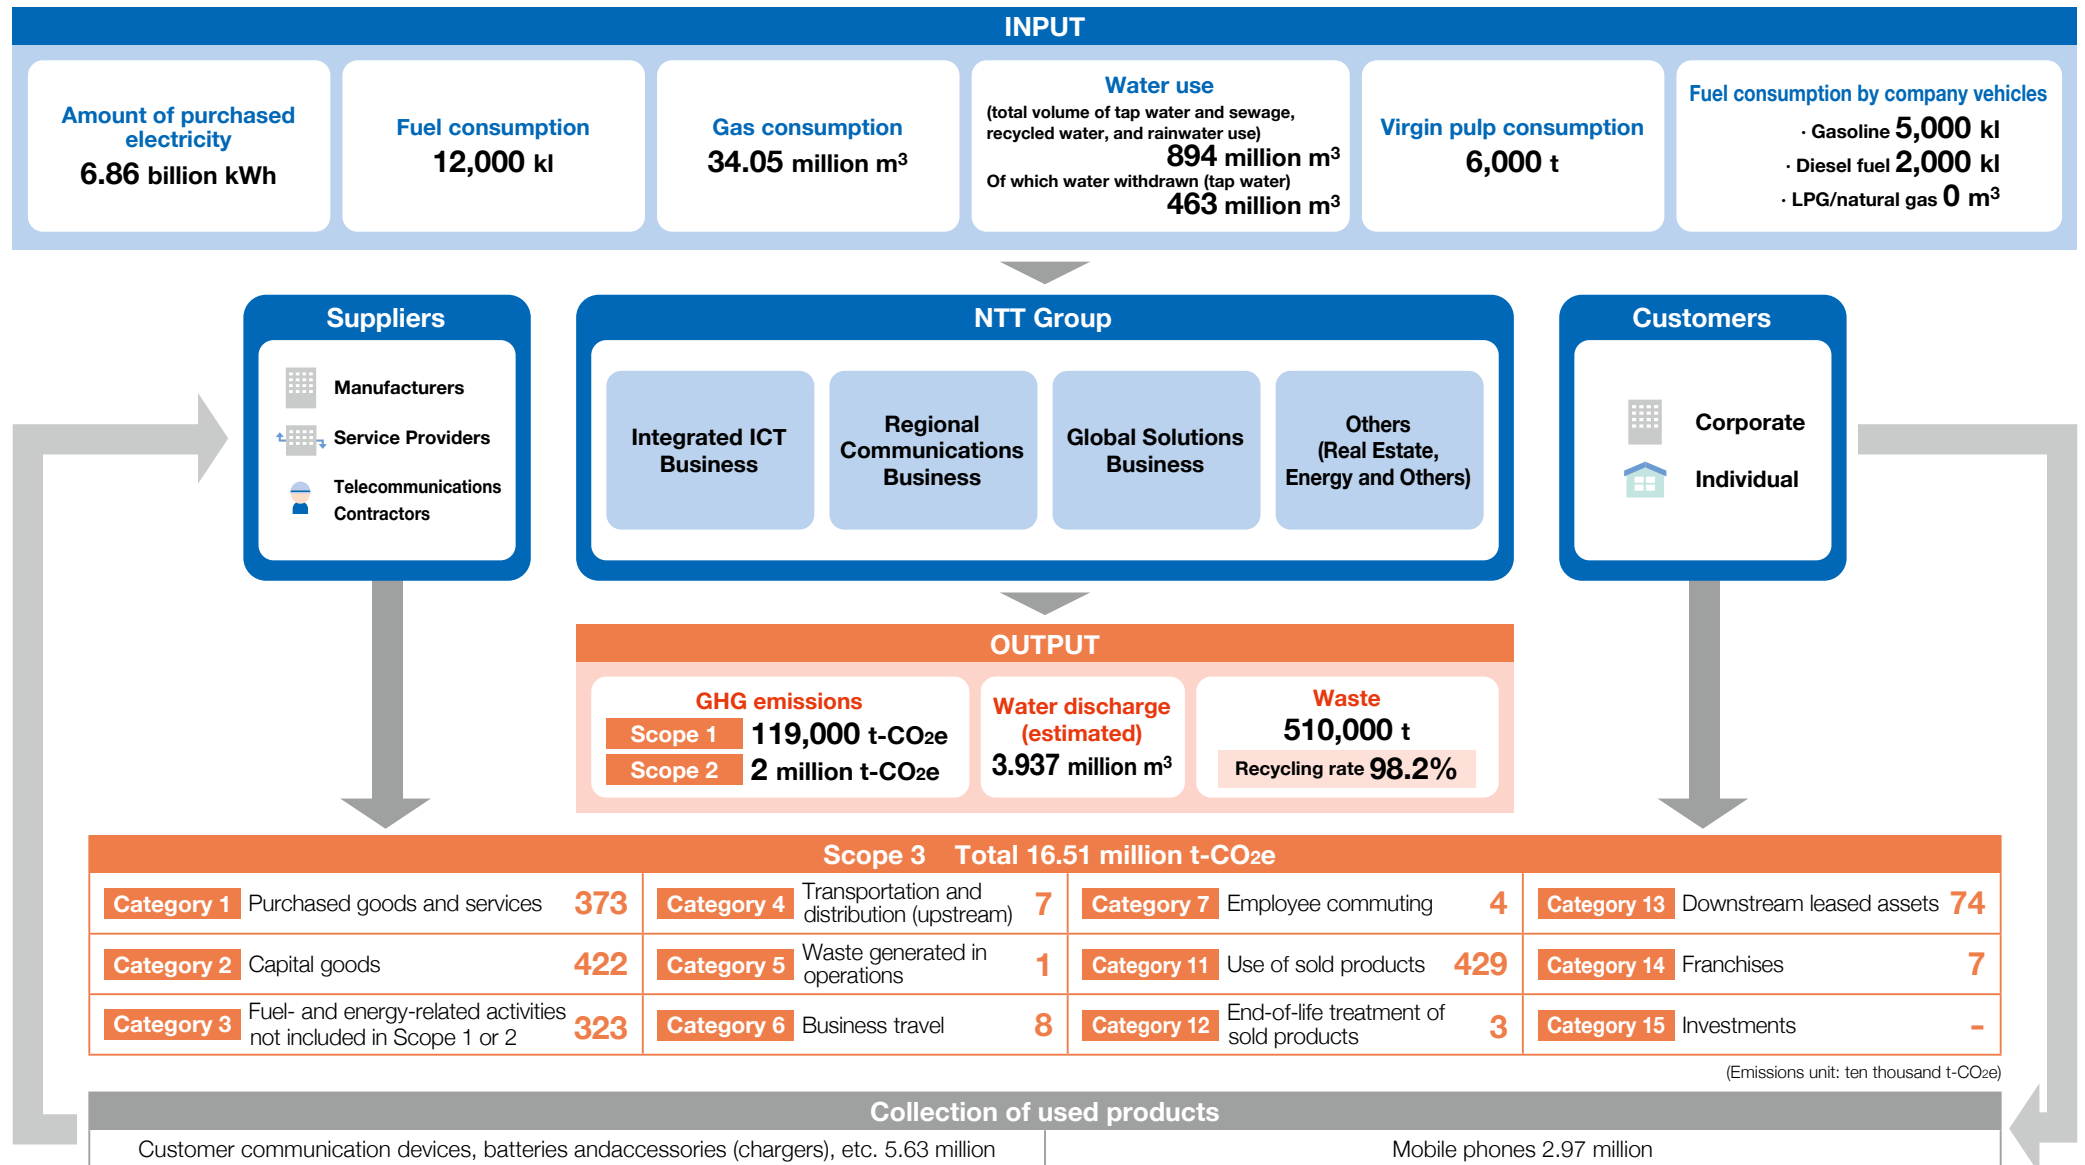 INPUT
Amount of purchased
electricity
6.86 billion kWh
Fuel consumption
12,000 kl
Gas consumption
34.05 million m³
Water use
(total volume of tap water and sewage,
recycled water, and rainwater use)
894 million m³
Of which water withdrawn (tap water)
463 million m³
Virgin pulp consumption
6,000 t
Fuel consumption by company vehicles
· Gasoline 5,000 kl
· Diesel fuel 2,000 kl
· LPG/natural gas 0 m³
Suppliers
Manufacturers
Service Providers
Telecommunications
Contractors
NTT Group
Integrated ICT
Business
Regional
Communications
Business
Global Solutions
Business
Others
(Real Estate,
Energy and Others)
Customers
Corporate
Individual
OUTPUT
GHG emissions
Scope 1 119,000 t-CO₂e
Scope 2 2 million t-CO₂e
Water discharge
(estimated)
3.937 million m³
Waste
510,000 t
Recycling rate 98.2%
Scope 3 Total 16.51 million t-CO₂e
Category 1 Purchased goods and services 373
Category 2 Capital goods 422
Category 3 Fuel- and energy-related activities
not included in Scope 1 or 2 323
Category 4 Transportation and
distribution (upstream) 7
Category 5 Waste generated in
operations 1
Category 6 Business travel 8
Category 7 Employee commuting 4
Category 11 Use of sold products 429
Category 12 End-of-life treatment of
sold products 3
Category 13 Downstream leased assets 74
Category 14 Franchises 7
Category 15 Investments -
(Emissions unit: ten thousand t-CO₂e)
Collection of used products
Customer communication devices, batteries andaccessories (chargers), etc. 5.63 million
Mobile phones 2.97 million